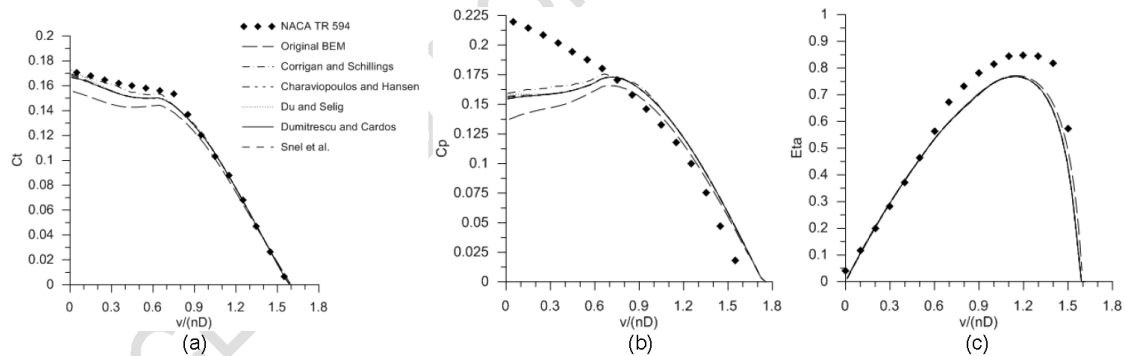 0.2
0.18
0.16
0.14
0.12
0.1
0.08
0.06
0.04
0.02
0
Ct
0 0.3 0.6 0.9 1.2 1.5 1.8
v/(nD)
(a)
NACA TR 594
Original BEM
Corrigan and Schillings
Charaviopoulos and Hansen
Du and Selig
Dumitrescu and Cardos
Snel et al.
0.225
0.2
0.175
0.15
0.125
0.1
0.075
0.05
0.025
0
Cp
0 0.3 0.6 0.9 1.2 1.5 1.8
v/(nD)
(b)
1
0.9
0.8
0.7
0.6
0.5
0.4
0.3
0.2
0.1
0
Eta
0 0.3 0.6 0.9 1.2 1.5 1.8
v/(nD)
(c)